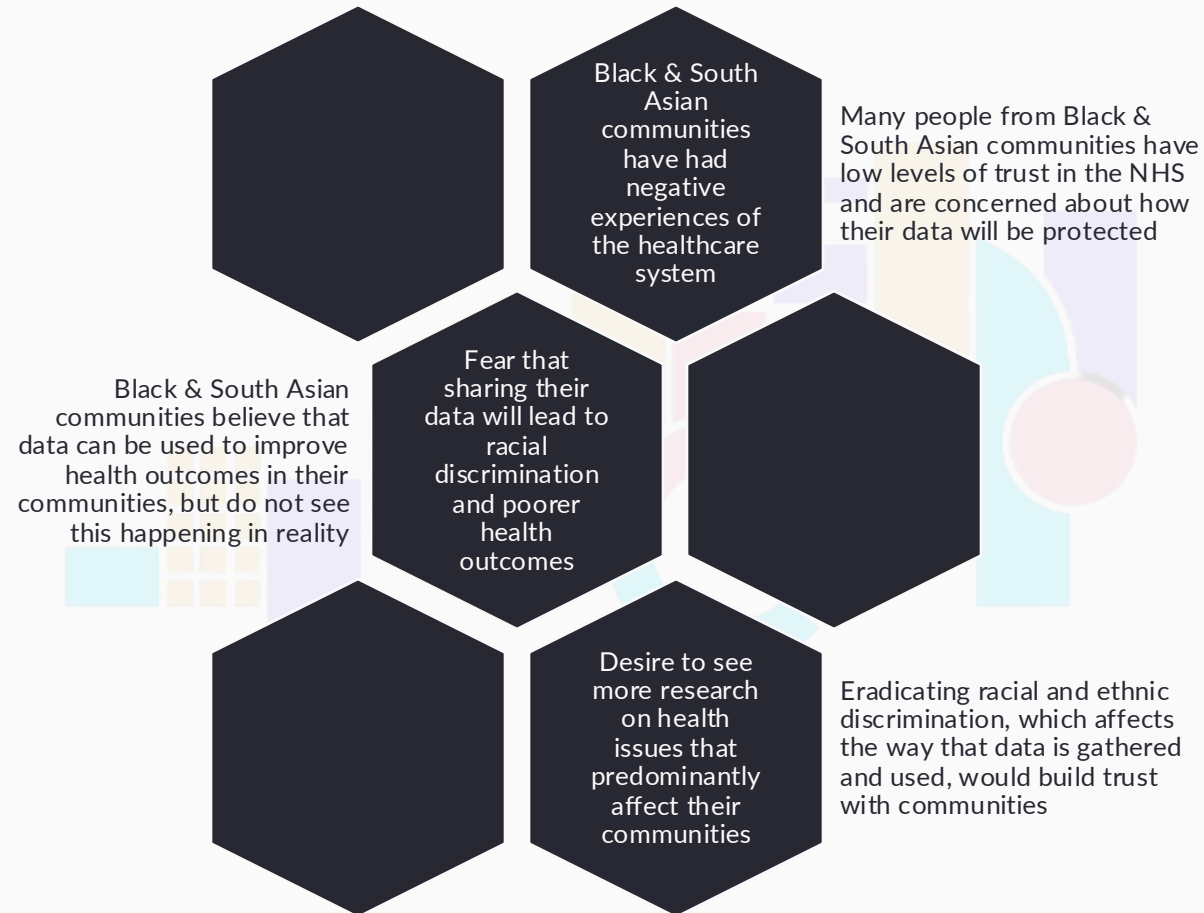 Black & South
Asian
communities
have had
negative
experiences of
the healthcare
system
Many people from Black &
South Asian communities have
low levels of trust in the NHS
and are concerned about how
their data will be protected
Black & South Asian
communities believe that
data can be used to improve
health outcomes in their
communities, but do not see
this happening in reality
Fear that
sharing their
data will lead to
racial
discrimination
and poorer
health
outcomes
Desire to see
more research
on health
issues that
predominantly
affect their
communities
Eradicating racial and ethnic
discrimination, which affects
the way that data is gathered
and used, would build trust
with communities